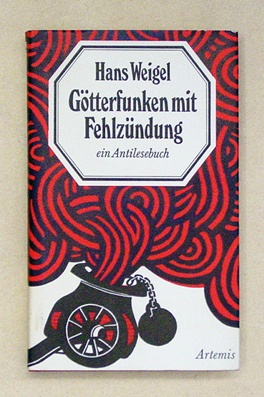 Hans Weigel
Götterfunken mit
Fehlzündung
ein Antilesebuch
Artemis